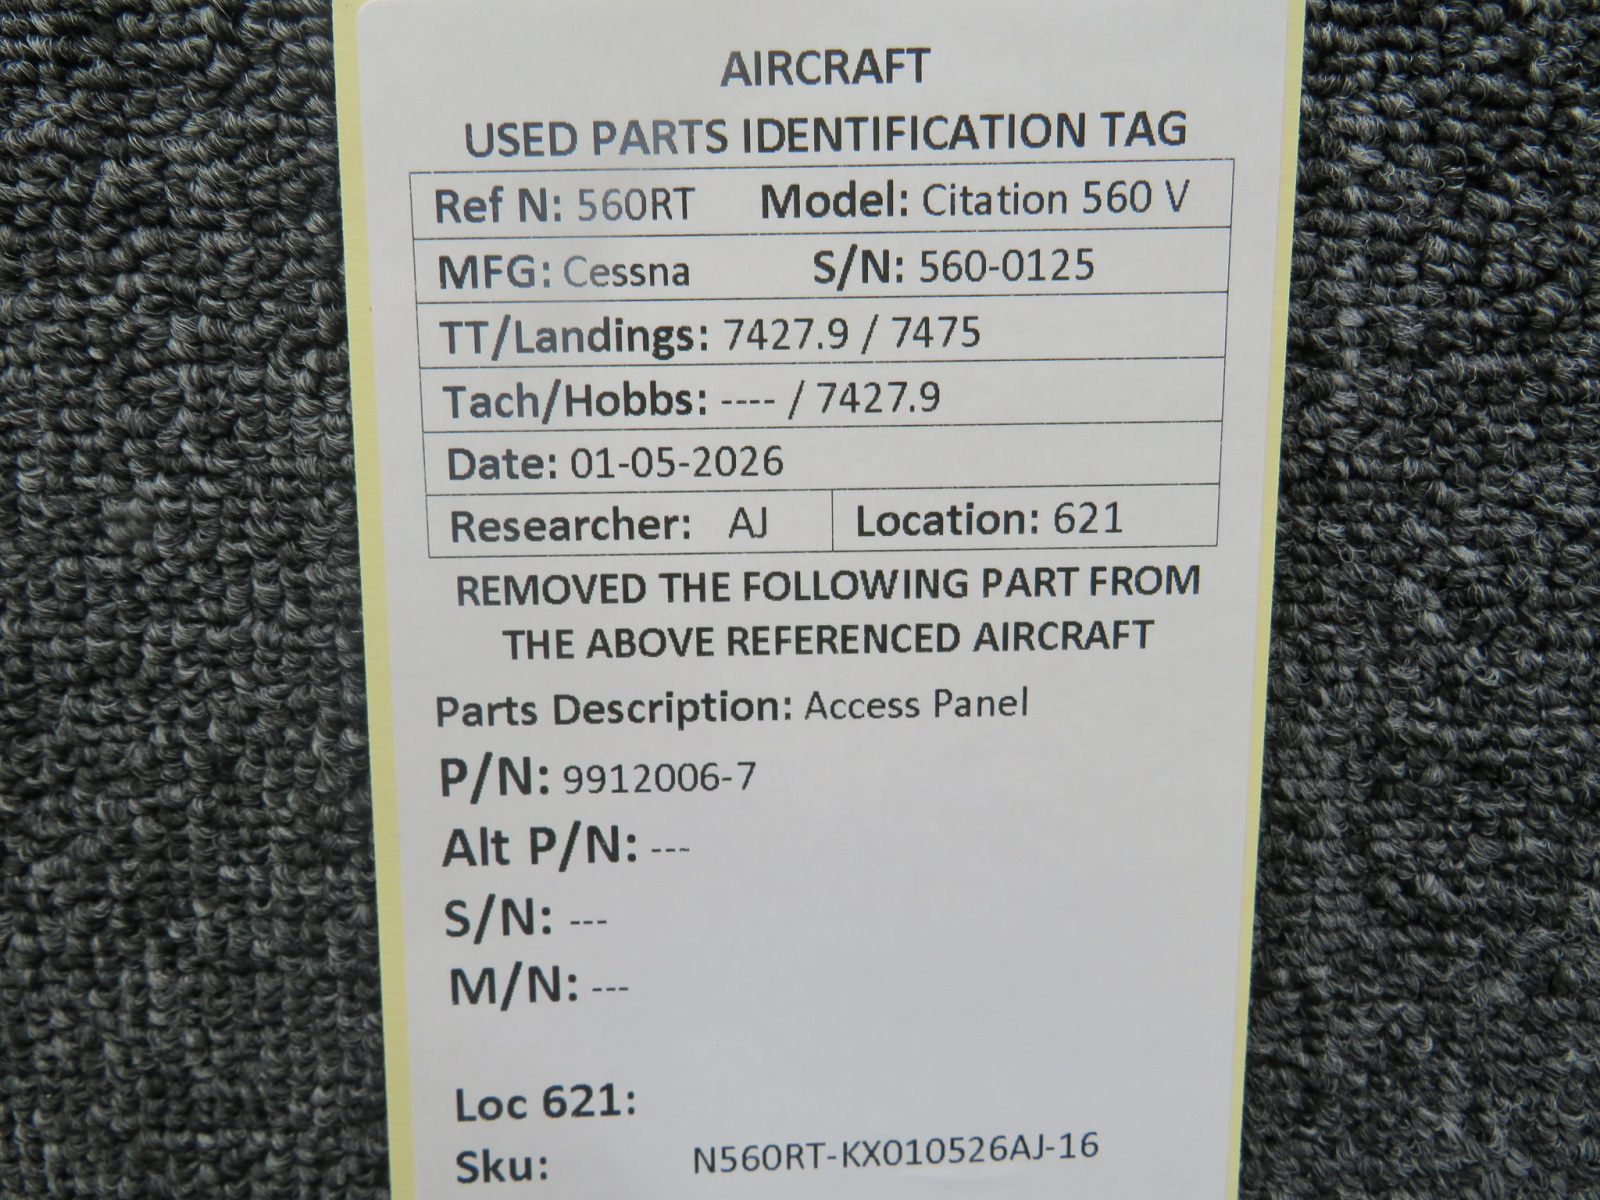 AIRCRAFT
USED PARTS IDENTIFICATION TAG
Ref N: 560RT Model: Citation 560 V
MFG: Cessna S/N: 560-0125
TT/Landings: 7427.9 / 7475
Tach/Hobbs: ---- / 7427.9
Date: 01-05-2026
Researcher: AJ Location: 621
REMOVED THE FOLLOWING PART FROM
THE ABOVE REFERENCED AIRCRAFT
Parts Description: Access Panel
P/N: 9912006-7
Alt P/N: ---
S/N: ---
M/N: ---
Loc 621:
Sku: N560RT-KX010526AJ-16